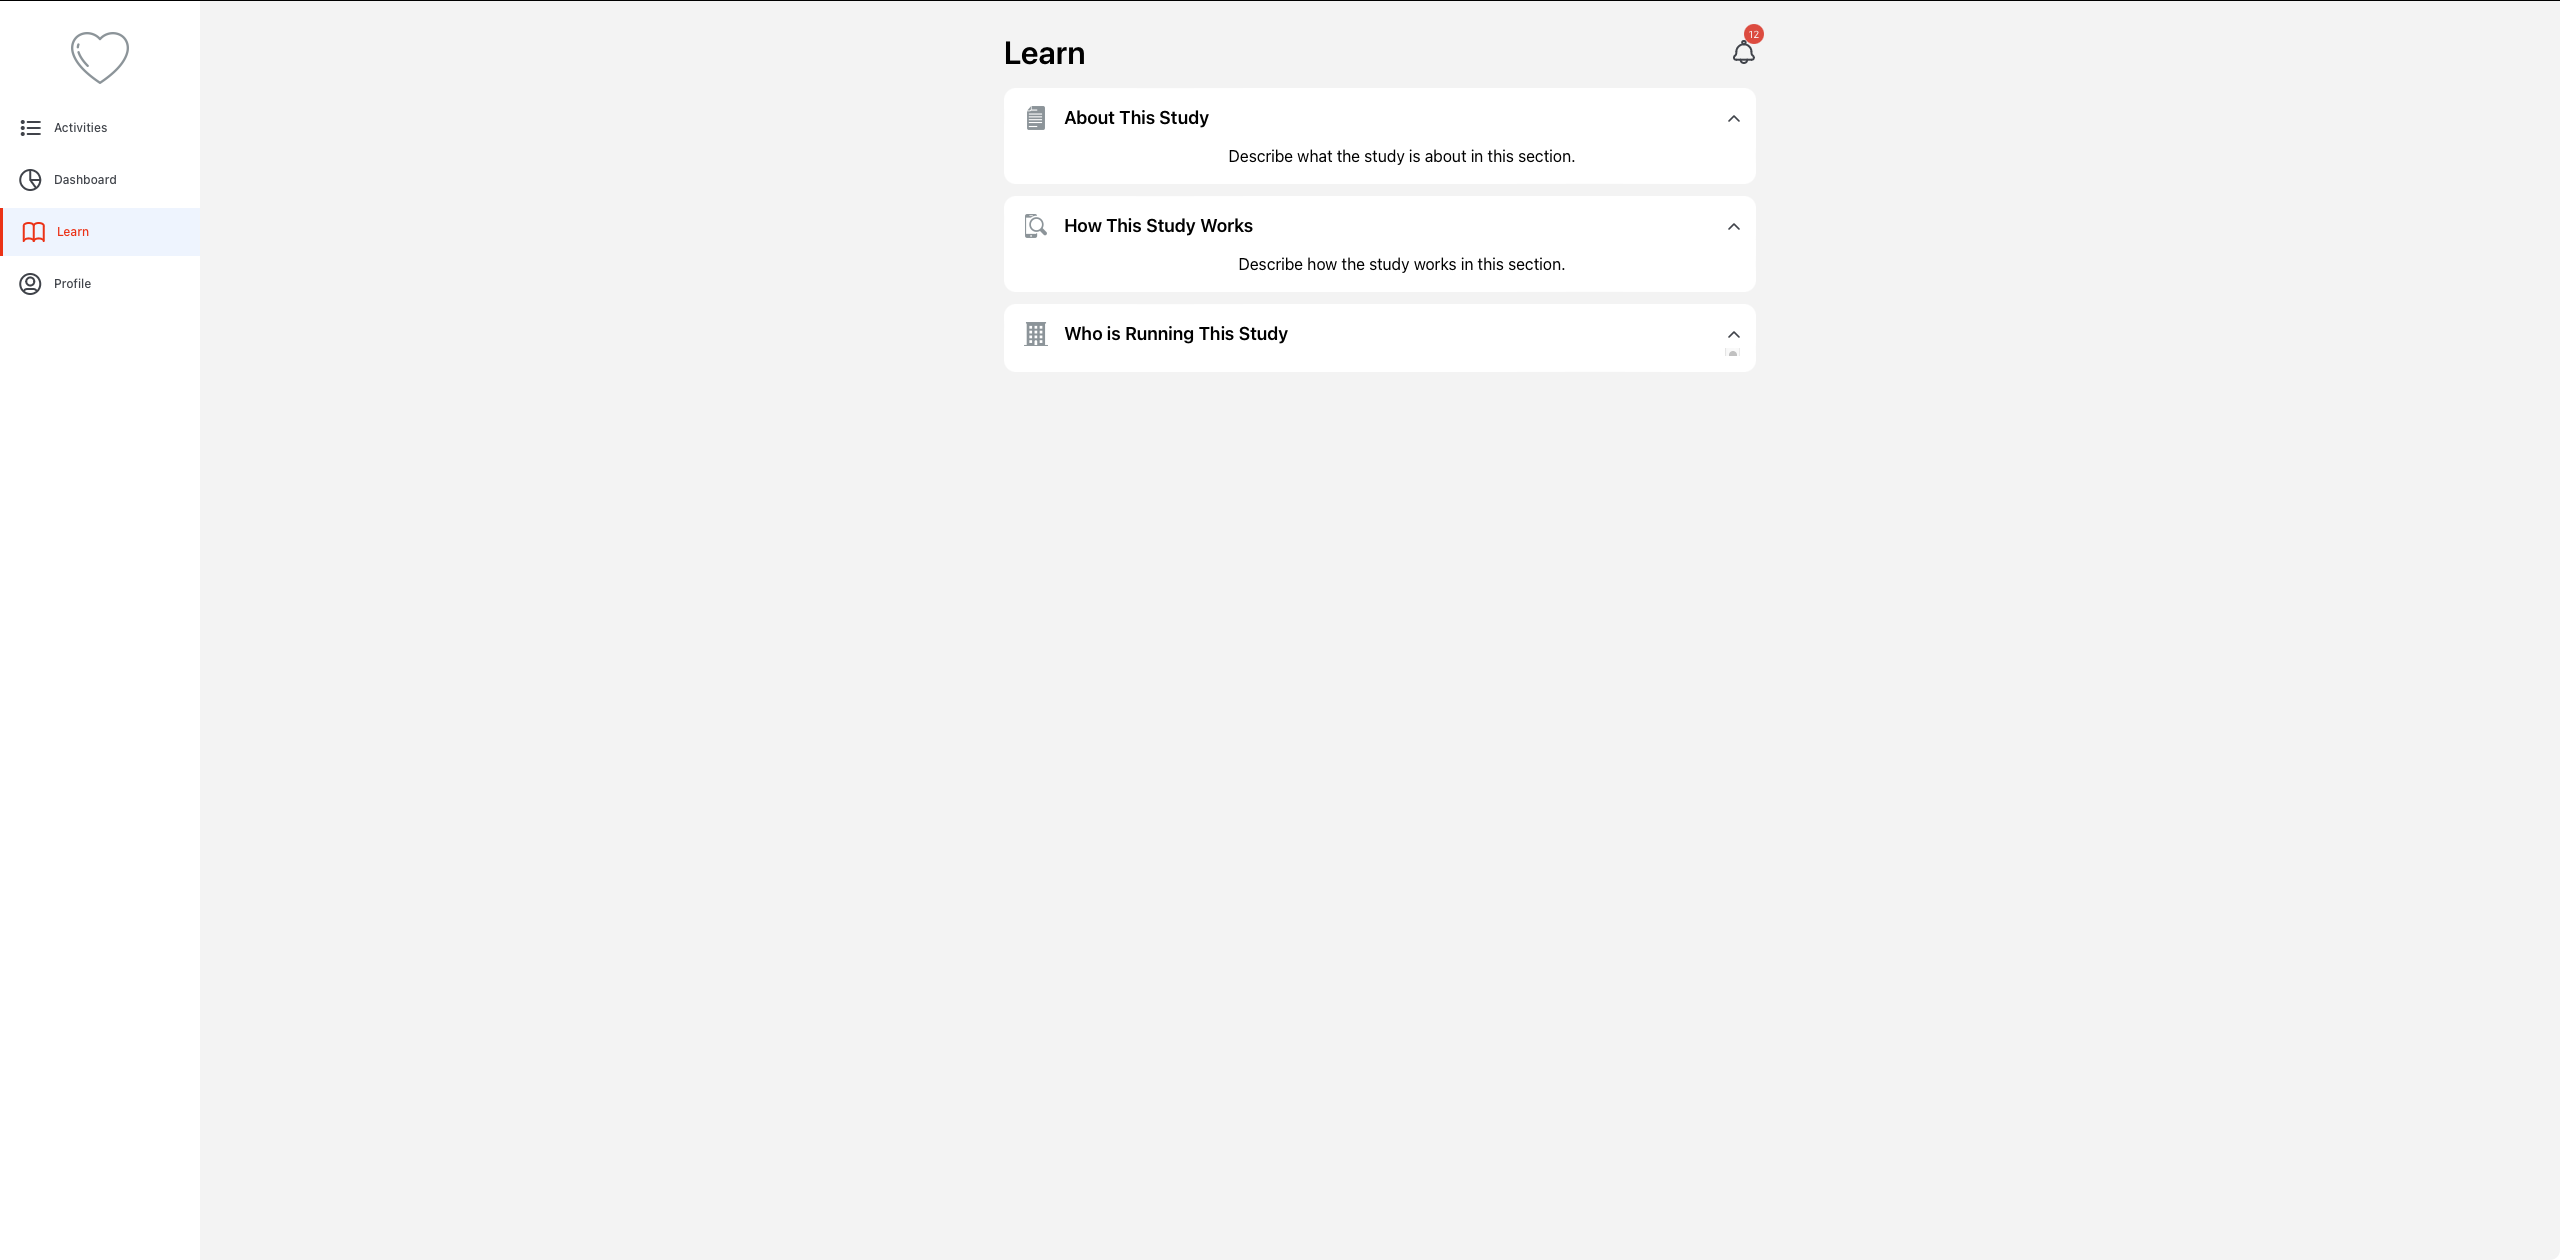 Learn
12
Activities
Dashboard
Learn
Profile
About This Study
Describe what the study is about in this section.
How This Study Works
Describe how the study works in this section.
Who is Running This Study